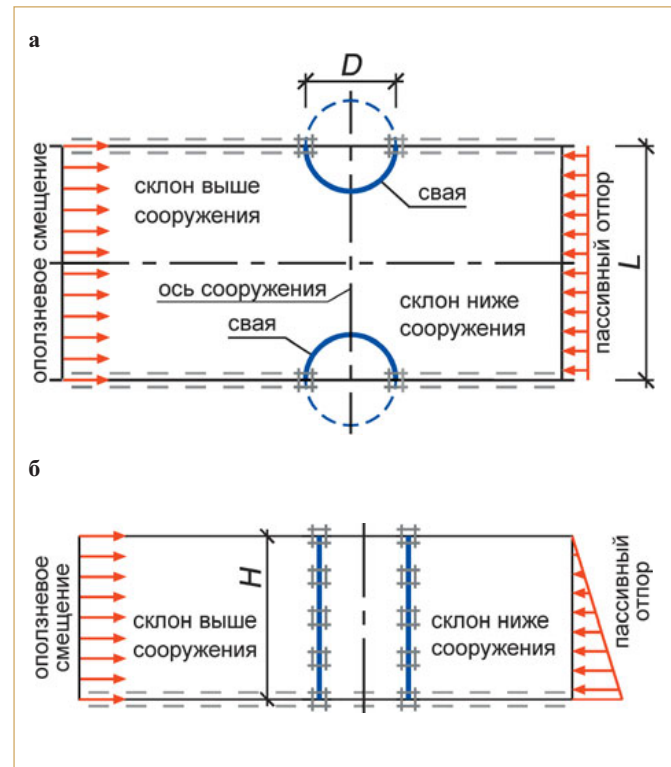 а
D
склон выше
сооружения
свая
оползневое смещение
пассивный отпор
L
ось сооружения
склон ниже
сооружения
свая
б
оползневое
смещение
склон выше
сооружения
H
склон ниже
сооружения
пассивный
отпор